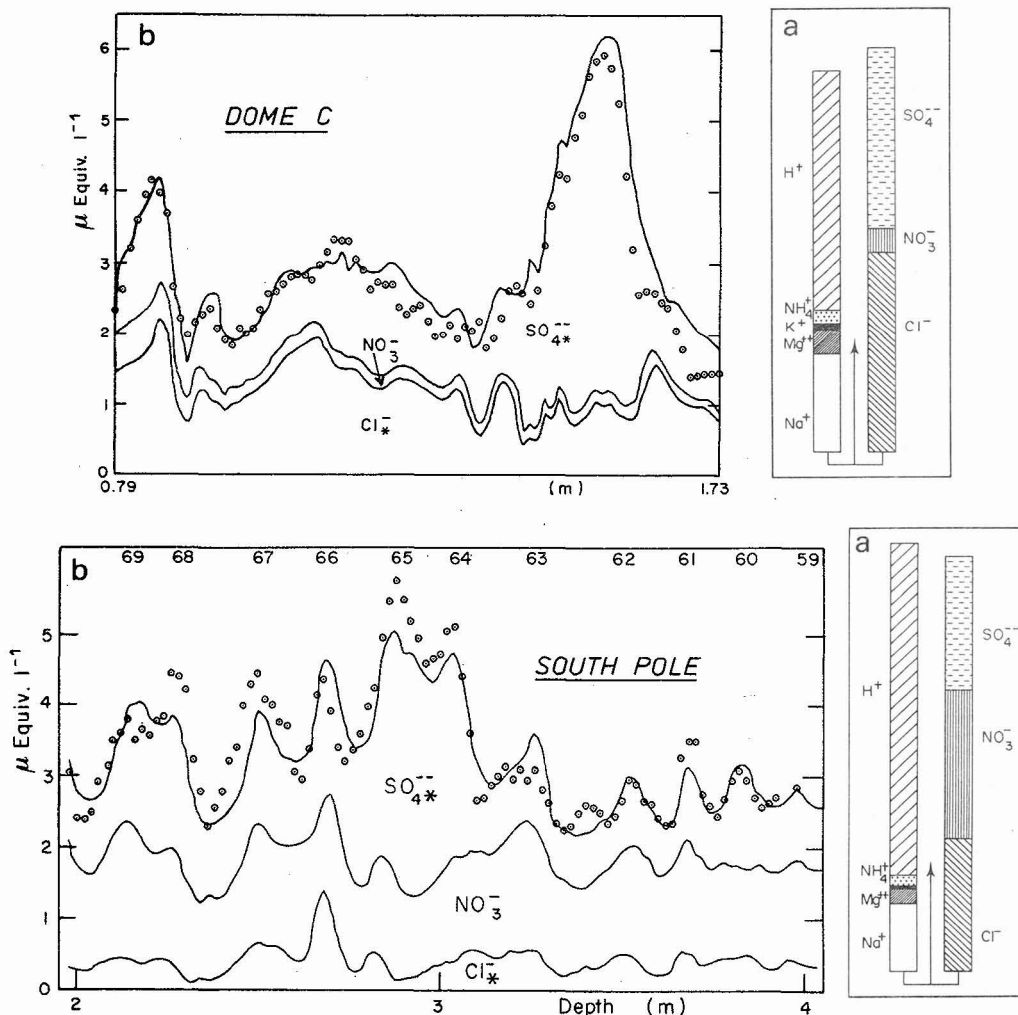 b
6
5
4
3
2
1
0
μ Equiv. l⁻¹
DOME C
SO₄*⁻⁻
NO₃⁻
Cl*⁻
0.79
(m)
1.73
a
H⁺
NH₄⁺
K⁺
Mg⁺⁺
Na⁺
SO₄⁻⁻
NO₃⁻
Cl⁻
b
69 68 67 66 65 64 63 62 61 60 59
5
4
3
2
1
0
μ Equiv. l⁻¹
SOUTH POLE
SO₄*⁻⁻
NO₃⁻
Cl*⁻
2 3 Depth (m) 4
a
H⁺
NH₄⁺
Mg⁺⁺
Na⁺
SO₄⁻⁻
NO₃⁻
Cl⁻